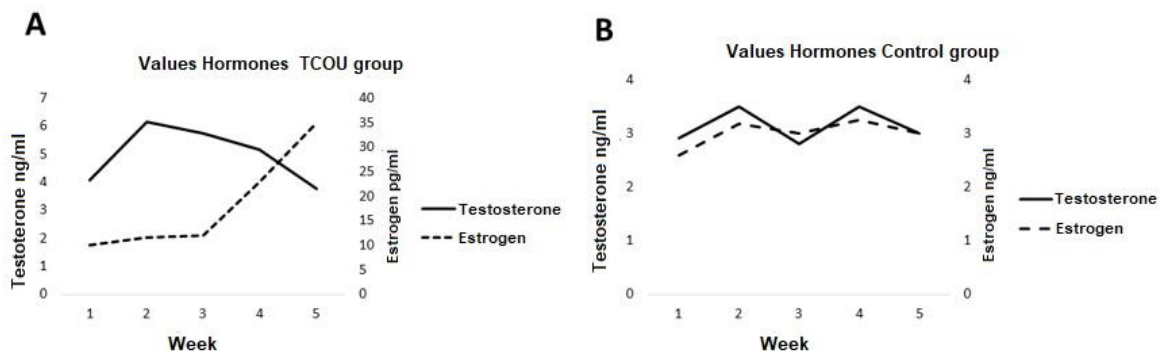 A
Values Hormones TCOU group
Testoterone ng/ml
7
6
5
4
3
2
1
0
40
35
30
25
20
15
10
5
0
Estrogen pg/ml
1 2 3 4 5
Week
Testosterone
Estrogen
B
Values Hormones Control group
Testosterone ng/ml
4
3
2
1
0
4
3
2
1
0
Estrogen ng/ml
1 2 3 4 5
Week
Testosterone
Estrogen